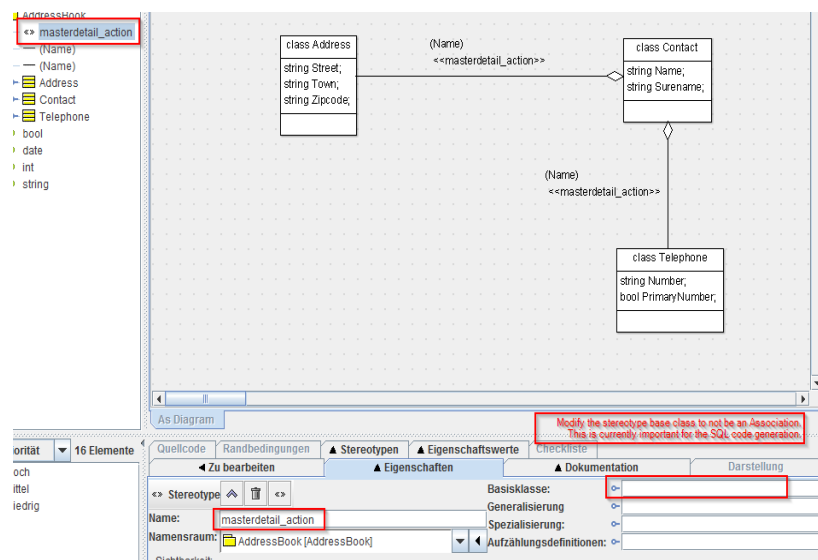 AddressBook
<> masterdetail_action
(Name)
(Name)
Address
Contact
Telephone
bool
date
int
string
class Address
string Street;
string Town;
string Zipcode;
(Name)
<<masterdetail_action>>
class Contact
string Name;
string Surename;
(Name)
<<masterdetail_action>>
class Telephone
string Number;
bool PrimaryNumber;
As Diagram
Modify the stereotype base class to not be an Association.
This is currently important for the SQL code generation.
orität
16 Elemente
och
ittel
iedrig
Quellcode
Randbedingungen
▲ Stereotypen
▲ Eigenschaftswerte
Checkliste
◄ Zu bearbeiten
▲ Eigenschaften
▲ Dokumentation
Darstellung
<> Stereotype
<>
Name:
masterdetail_action
Namensraum:
AddressBook [AddressBook]
Sichtbarkeit:
Basisklasse:
Generalisierung
Spezialisierung:
Aufzählungsdefinitionen: